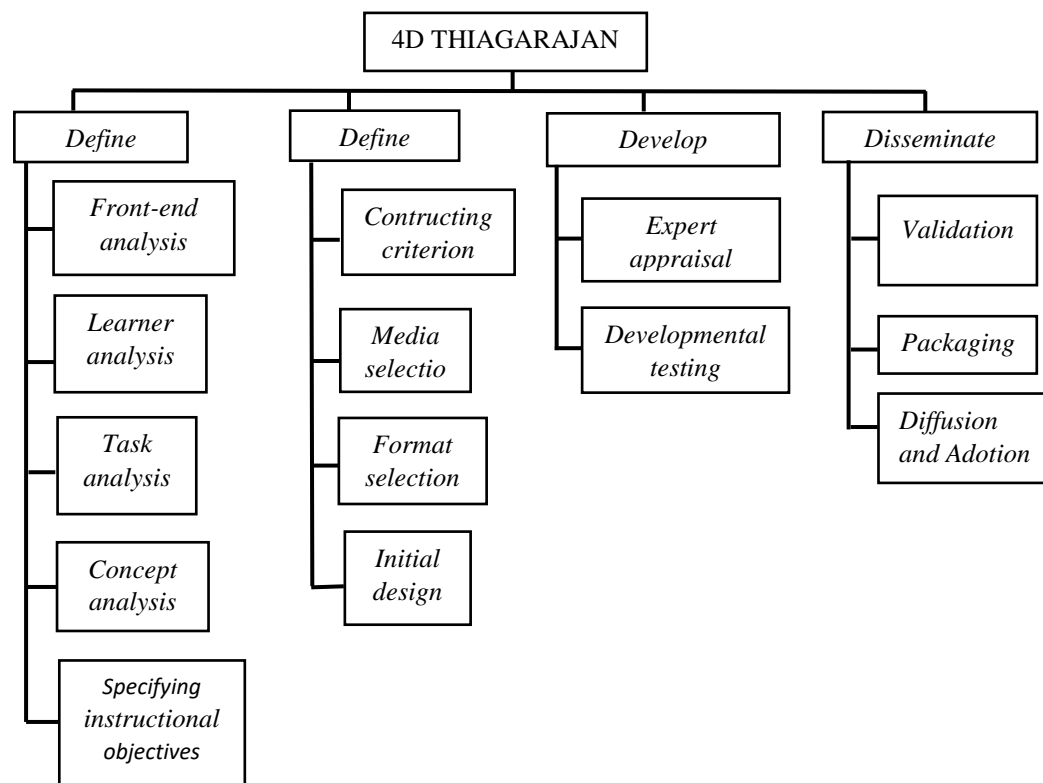 4D THIAGARAJAN
Define
Front-end
analysis
Learner
analysis
Task
analysis
Concept
analysis
Specifying
instructional
objectives
Define
Contructing
criterion
Media
selectio
Format
selection
Initial
design
Develop
Expert
appraisal
Developmental
testing
Disseminate
Validation
Packaging
Diffusion
and Adotion